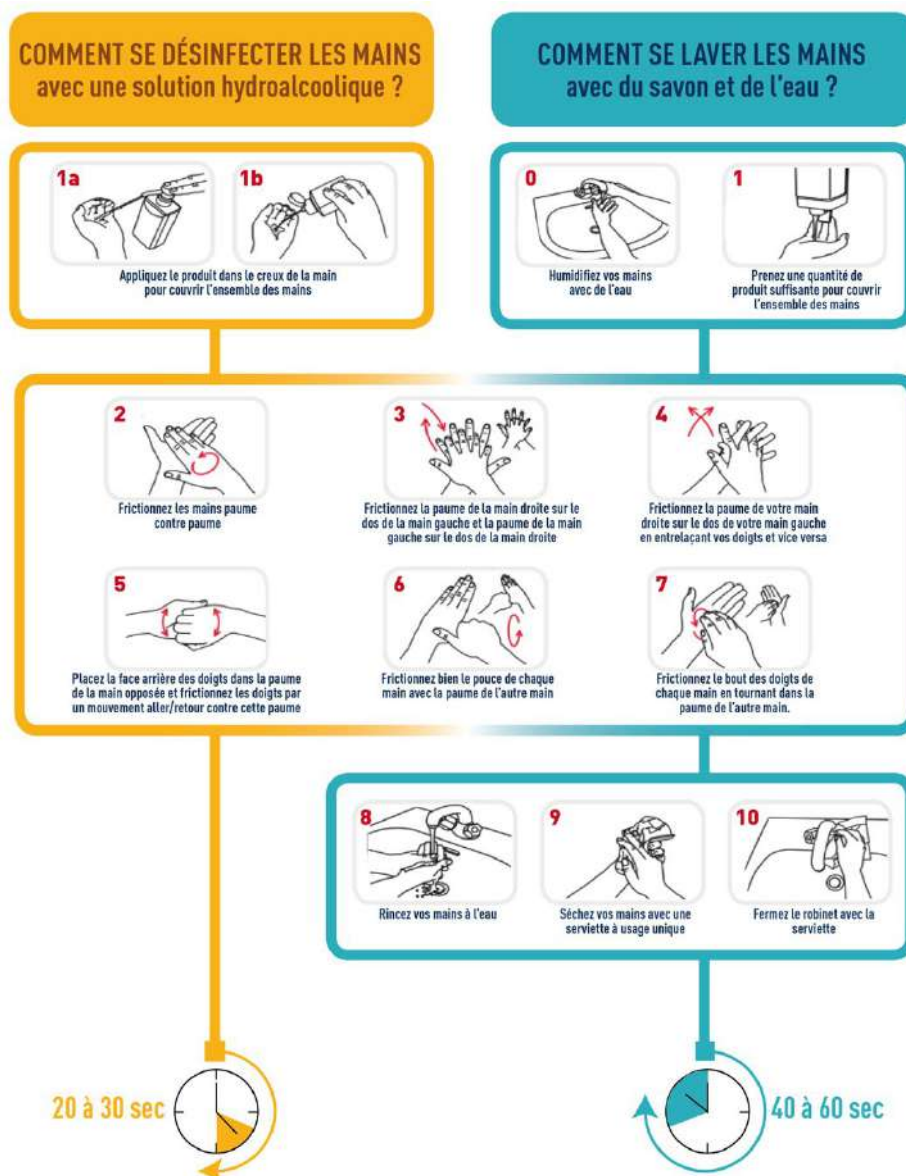 COMMENT SE DÉSINFECTER LES MAINS
avec une solution hydroalcoolique ?
COMMENT SE LAVER LES MAINS
avec du savon et de l'eau ?
1a
1b
Appliquez le produit dans le creux de la main
pour couvrir l'ensemble des mains
0
Humidifiez vos mains
avec de l'eau
1
Prenez une quantité de
produit suffisante pour couvrir
l'ensemble des mains
2
Frictionnez les mains paume
contre paume
3
Frictionnez la paume de la main droite sur le
dos de la main gauche et la paume de la main
gauche sur le dos de la main droite
4
Frictionnez la paume de votre main
droite sur le dos de votre main gauche
en entrelaçant vos doigts et vice versa
5
Placez la face arrière des doigts dans la paume
de la main opposée et frictionnez les doigts par
un mouvement aller/retour contre cette paume
6
Frictionnez bien le pouce de chaque
main avec la paume de l'autre main
7
Frictionnez le bout des doigts de
chaque main en tournant dans la
paume de l'autre main.
8
Rincez vos mains à l'eau
9
Séchez vos mains avec une
serviette à usage unique
10
Fermez le robinet avec la
serviette
20 à 30 sec
40 à 60 sec